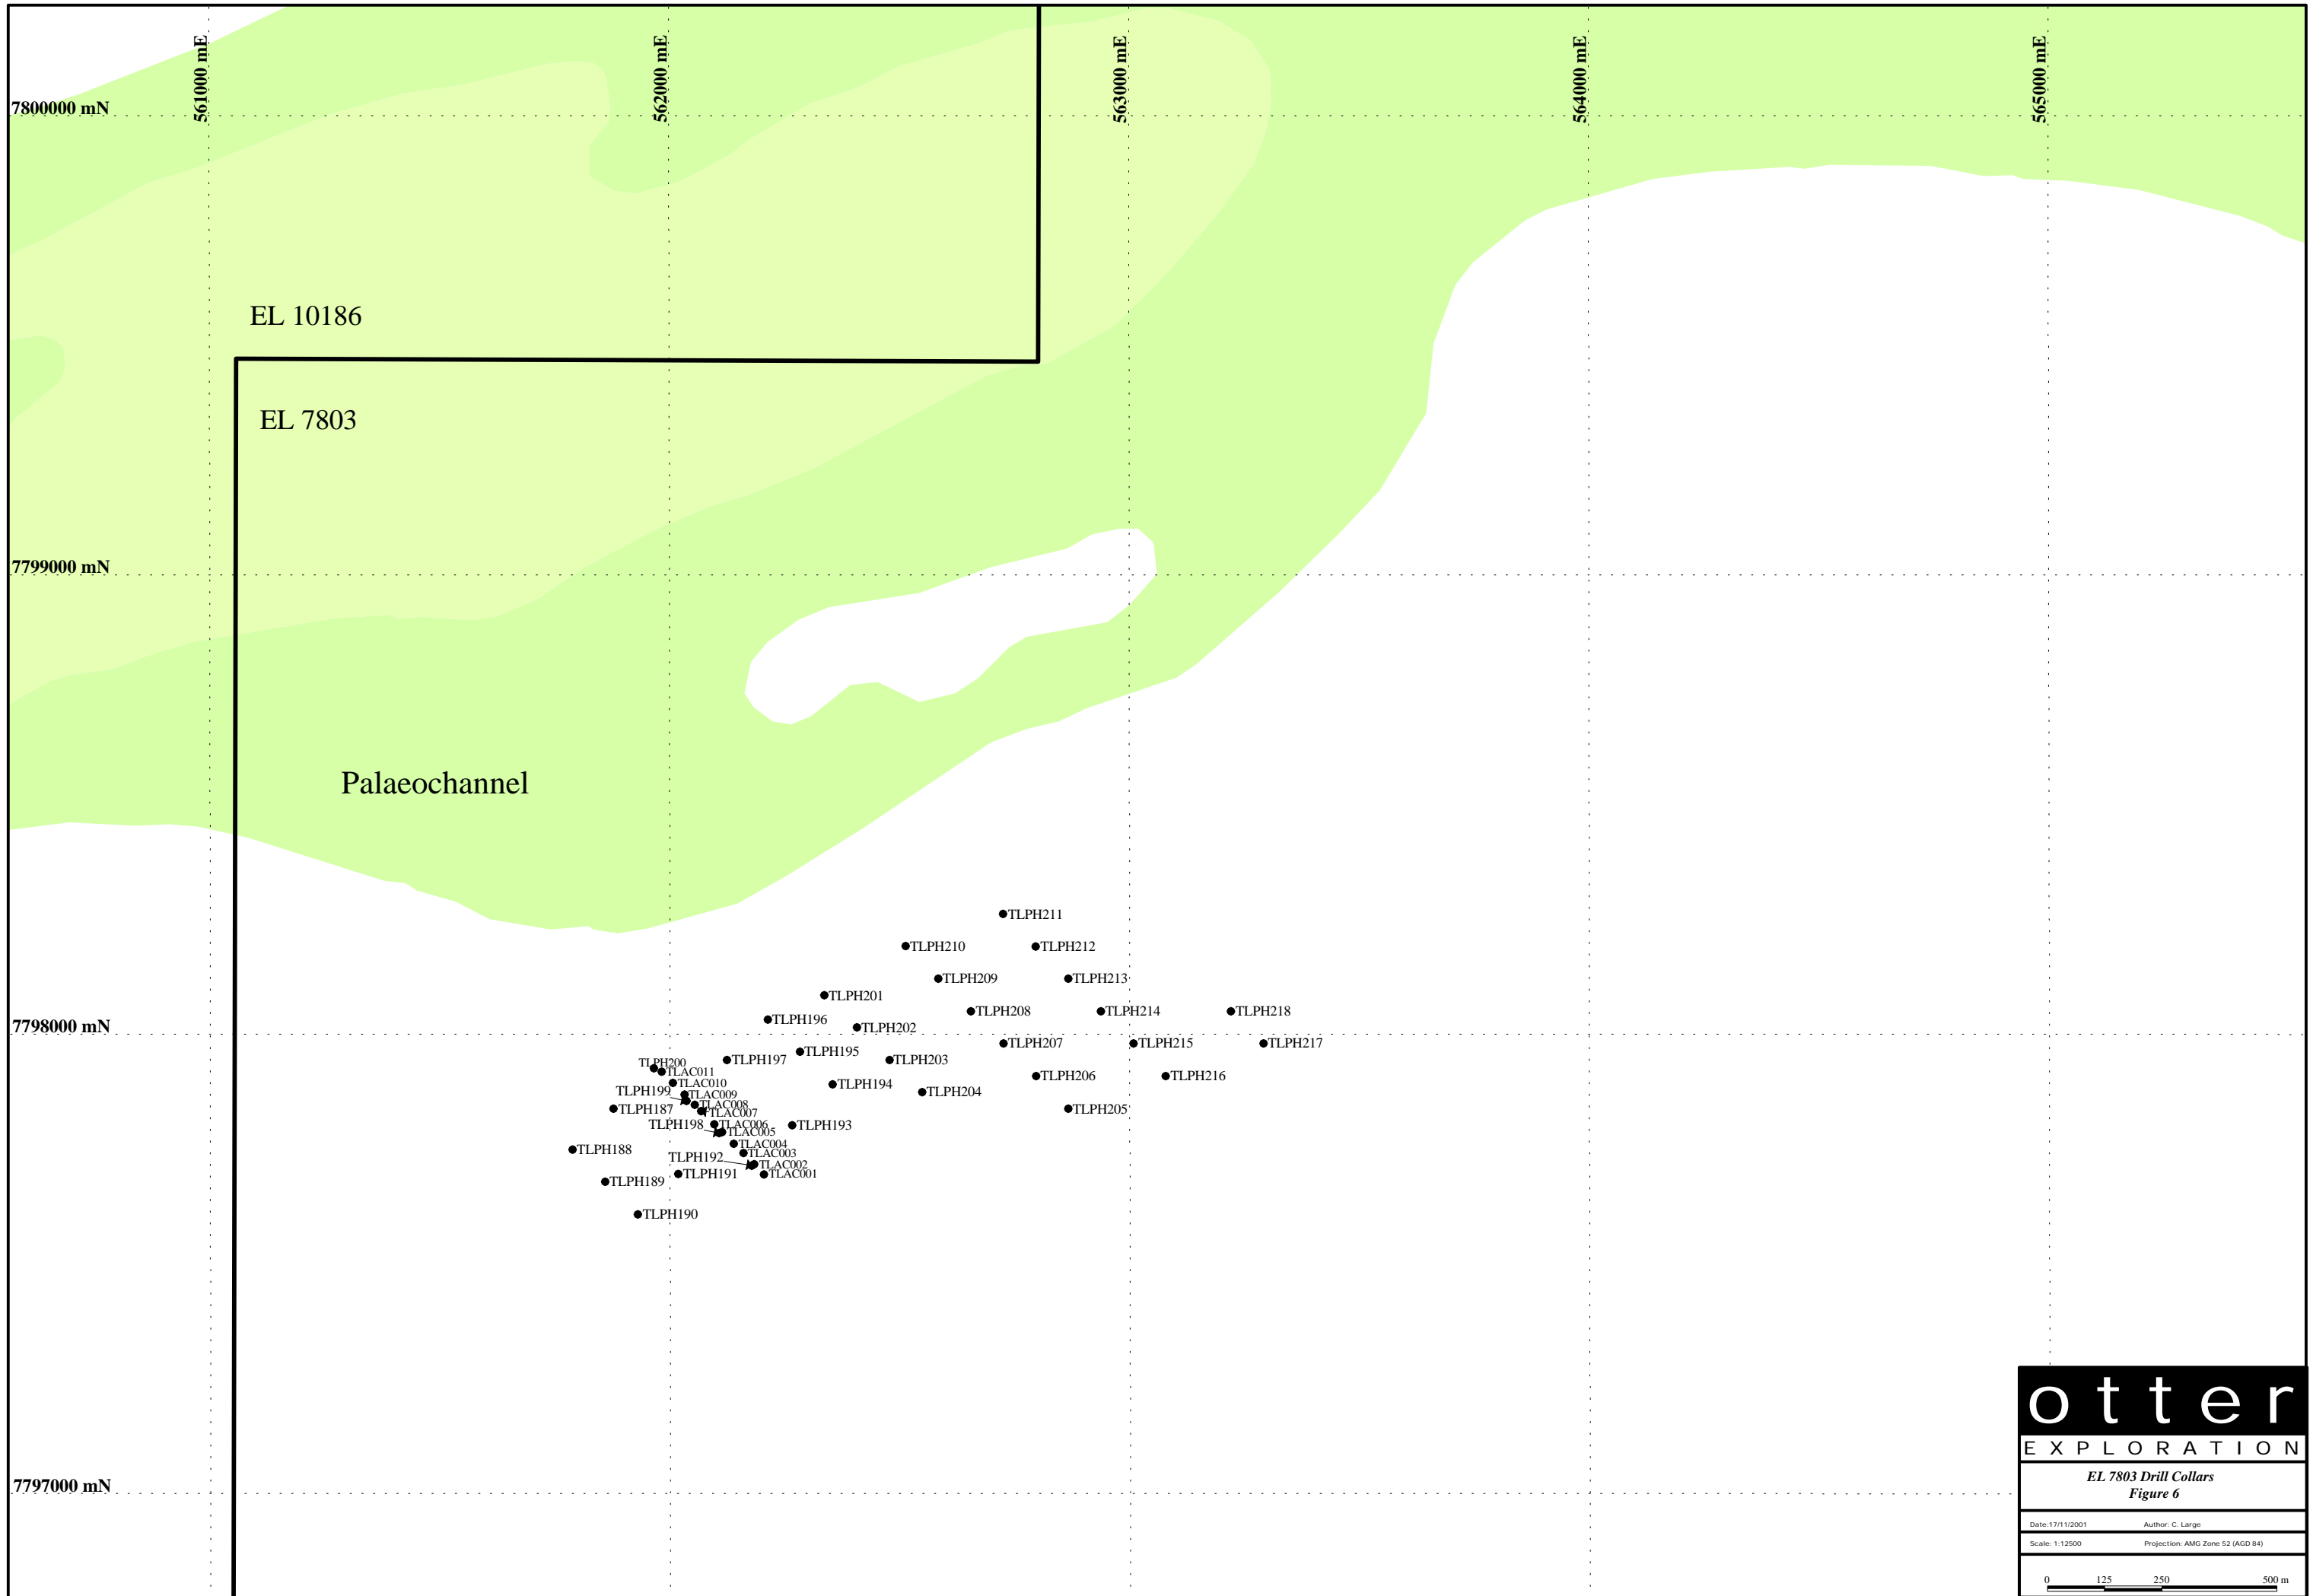 561000 mE
562000 mE
563000 mE
564000 mE
565000 mE
7800000 mN
EL 10186
EL 7803
7799000 mN
Palaeochannel
TLPH211
TLPH210
TLPH212
TLPH209
TLPH213
TLPH201
TLPH208
TLPH214
TLPH218
TLPH196
TLPH202
7798000 mN
TLPH207
TLPH215
TLPH217
TLPH195
TLPH197
TLPH203
TLPH200
TLAC011
TLPH206
TLPH216
TLAC010
TLPH194
TLPH199
TLAC009
TLPH204
TLAC008
TLPH187
TLAC007
TLPH205
TLPH198
TLAC006
TLPH193
TLAC005
TLAC004
TLPH188
TLAC003
TLPH192
TLAC002
TLPH191
TLAC001
TLPH189
TLPH190
7797000 mN
otter
EXPLORATION
EL 7803 Drill Collars
Figure 6
Date:17/11/2001 Author: C. Large
Scale: 1:12500 Projection: AMG Zone 52 (AGD 84)
0 125 250 500 m